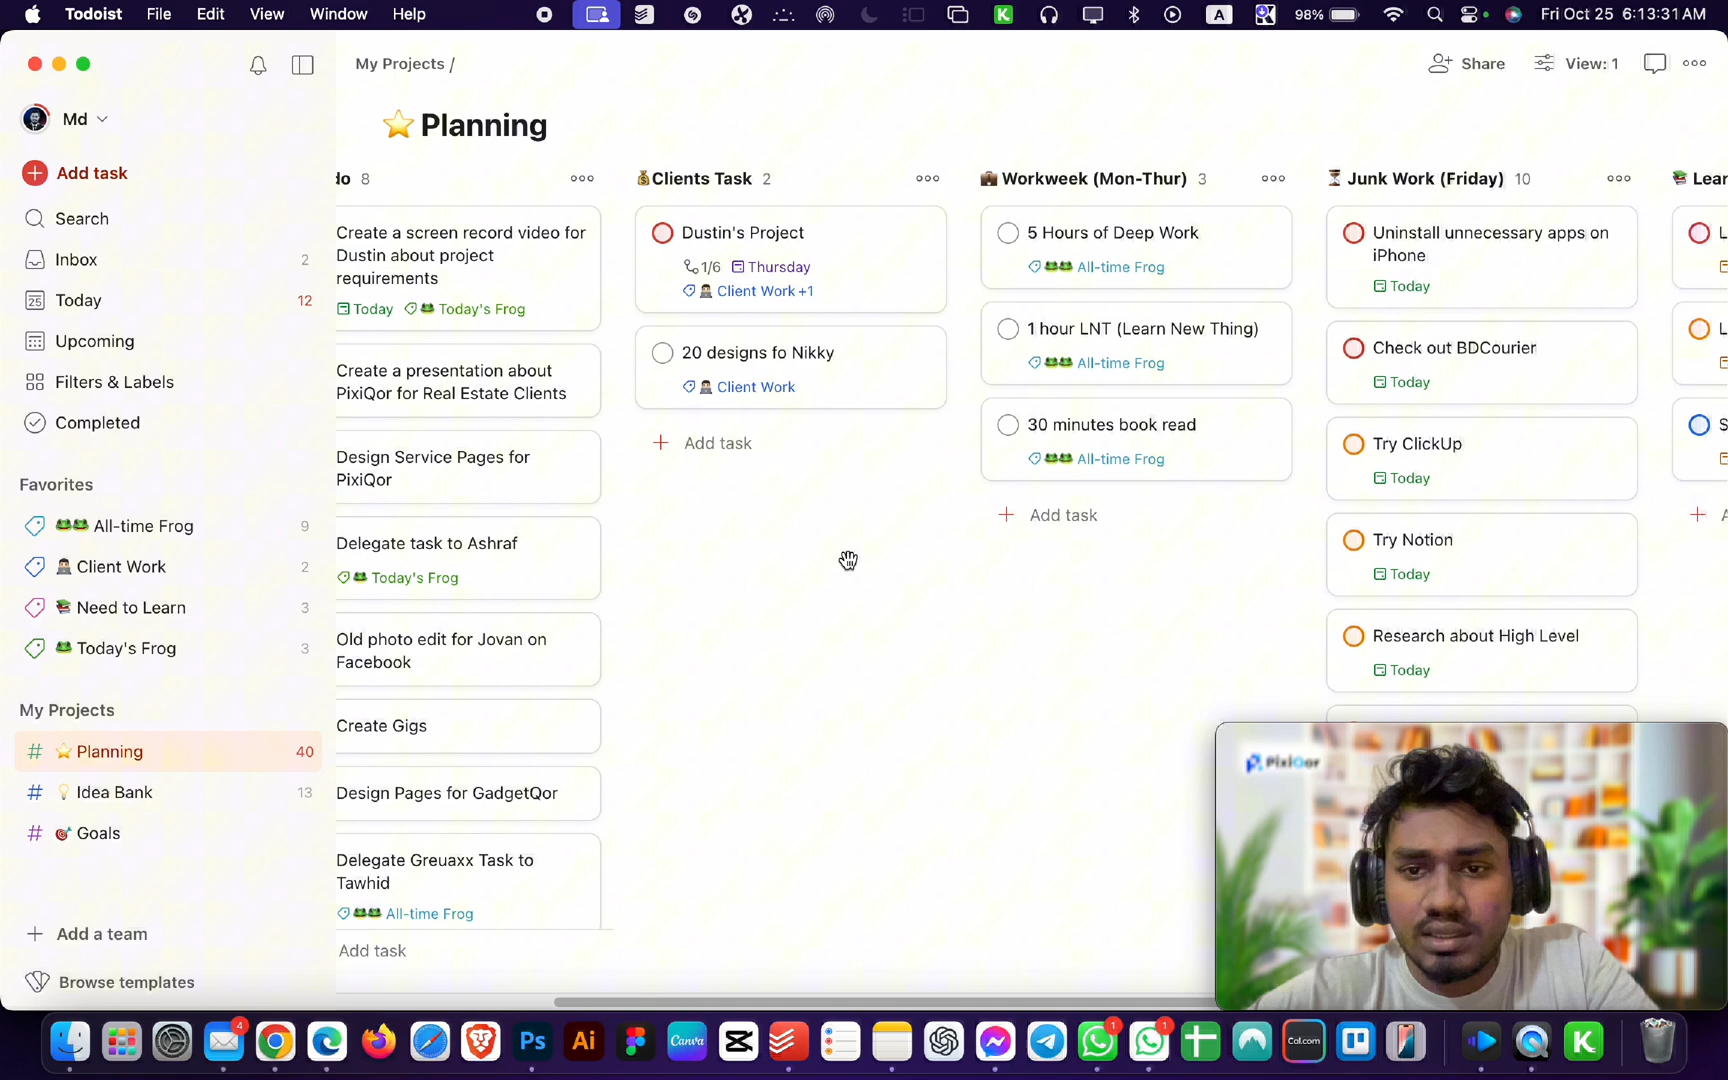 Todoist File Edit View Window Help
98% Fri Oct 25 6:13:31 AM
My Projects /
Share View: 1
Md
⭐ Planning
Add task
Search
Inbox 2
Today 12
Upcoming
Filters & Labels
Completed
Favorites
🐸🐸 All-time Frog 9
Client Work 2
📚 Need to Learn 3
🐸 Today's Frog 3
My Projects
# ⭐ Planning 40
# 💡 Idea Bank 13
# 🎯 Goals
Add a team
Browse templates
do 8
Create a screen record video for
Dustin about project
requirements
Today 🐸 Today's Frog
Create a presentation about
PixiQor for Real Estate Clients
Design Service Pages for
PixiQor
Delegate task to Ashraf
🐸 Today's Frog
Old photo edit for Jovan on
Facebook
Create Gigs
Design Pages for GadgetQor
Delegate Greuaxx Task to
Tawhid
🐸🐸 All-time Frog
Add task
💰Clients Task 2
Dustin's Project
1/6 Thursday
Client Work +1
20 designs fo Nikky
Client Work
Add task
💼 Workweek (Mon-Thur) 3
5 Hours of Deep Work
🐸🐸 All-time Frog
1 hour LNT (Learn New Thing)
🐸🐸 All-time Frog
30 minutes book read
🐸🐸 All-time Frog
Add task
⏳ Junk Work (Friday) 10
Uninstall unnecessary apps on
iPhone
Today
Check out BDCourier
Today
Try ClickUp
Today
Try Notion
Today
Research about High Level
Today
📚 Lear
L
L
S
A
PixiQor
4
Ps
Ai
Canva
1
1
Cal.com
K